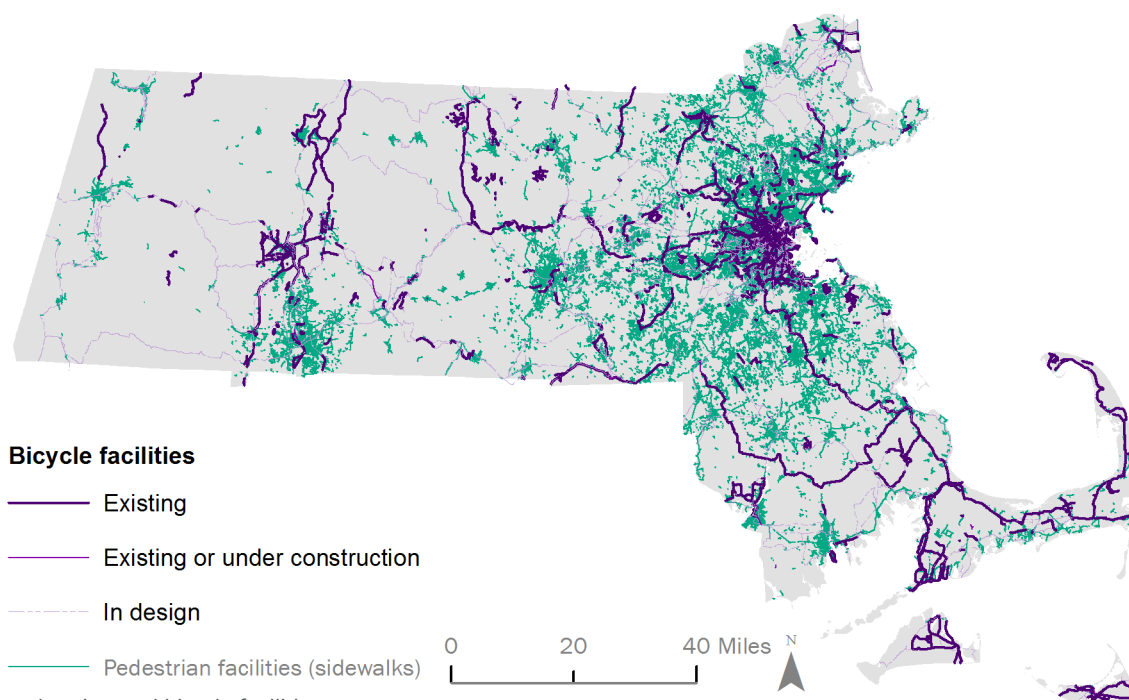 Bicycle facilities
Existing
Existing or under construction
In design
Pedestrian facilities (sidewalks)
0 20 40 Miles N